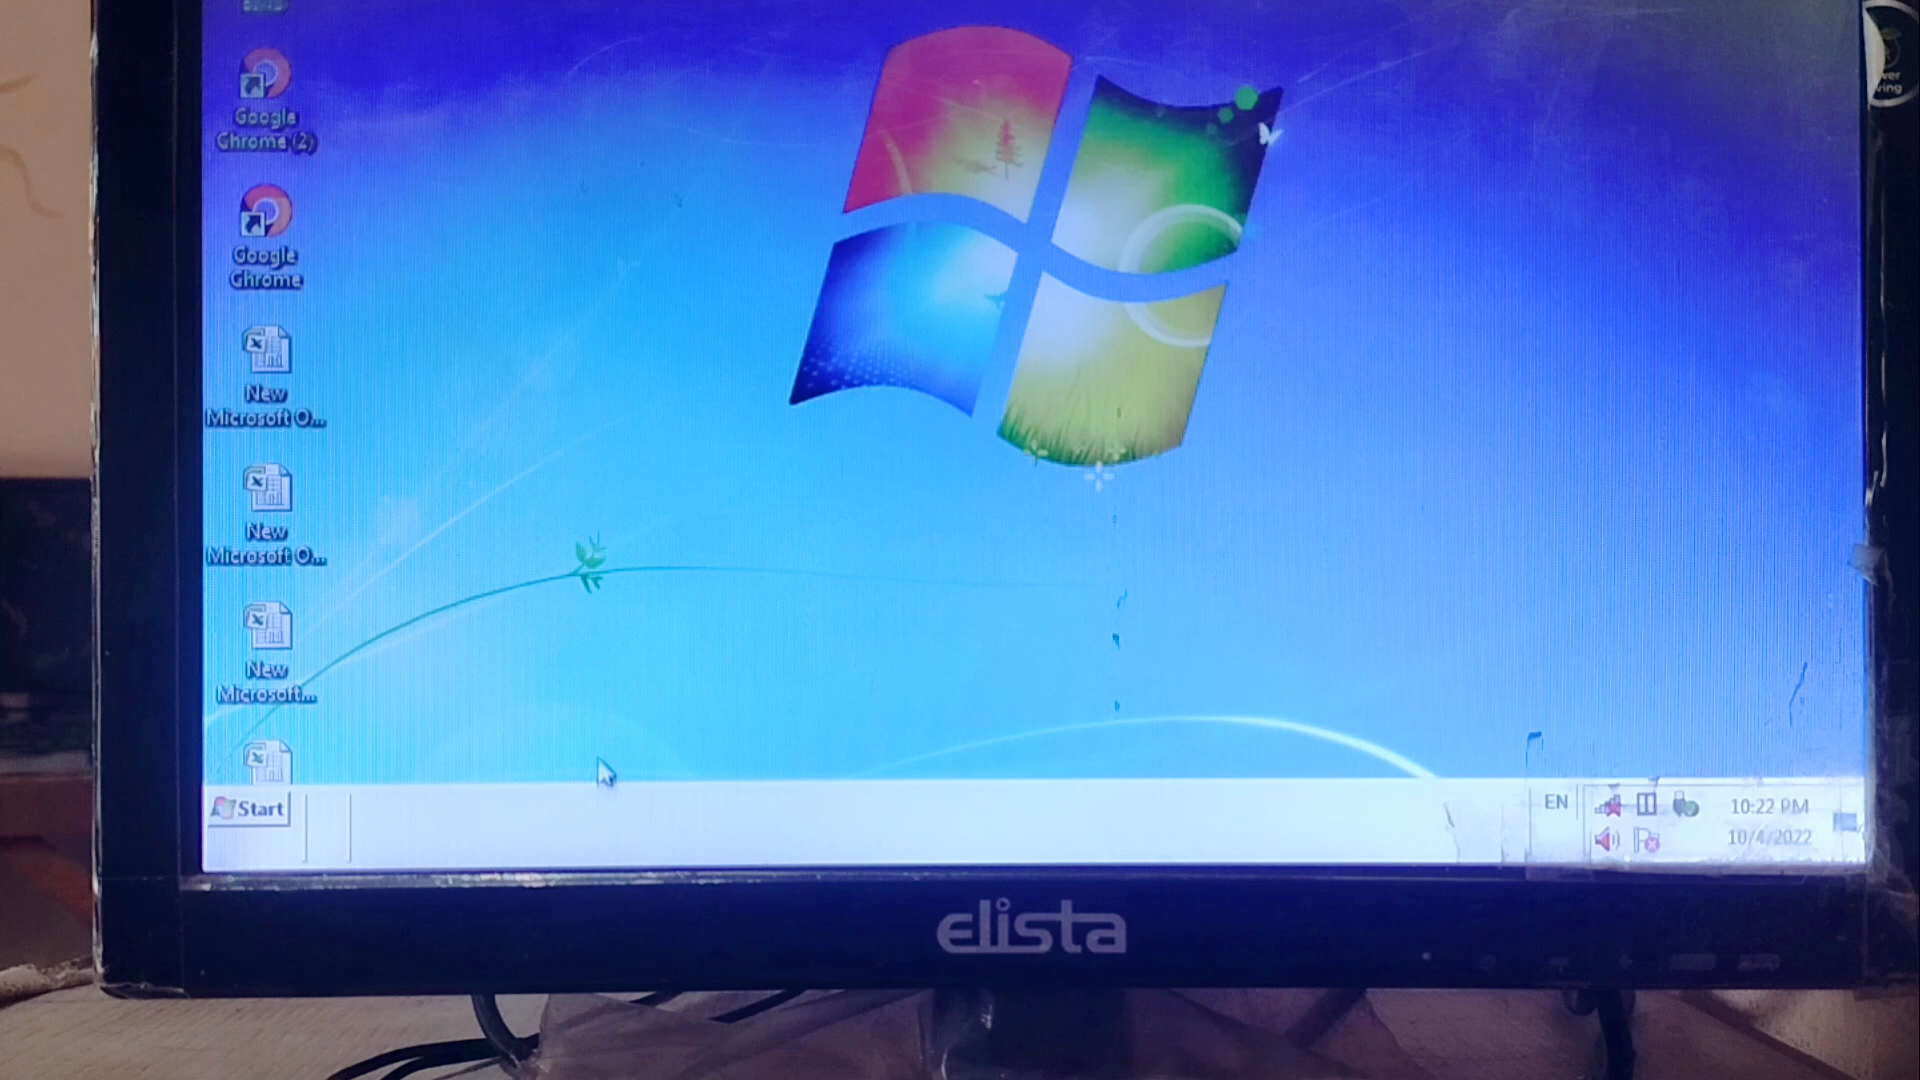 Google
Chrome (2)
Google
Chrome
New
Microsoft O...
New
Microsoft O...
New
Microsoft...
Start
EN
10:22 PM
10/4/2022
elista